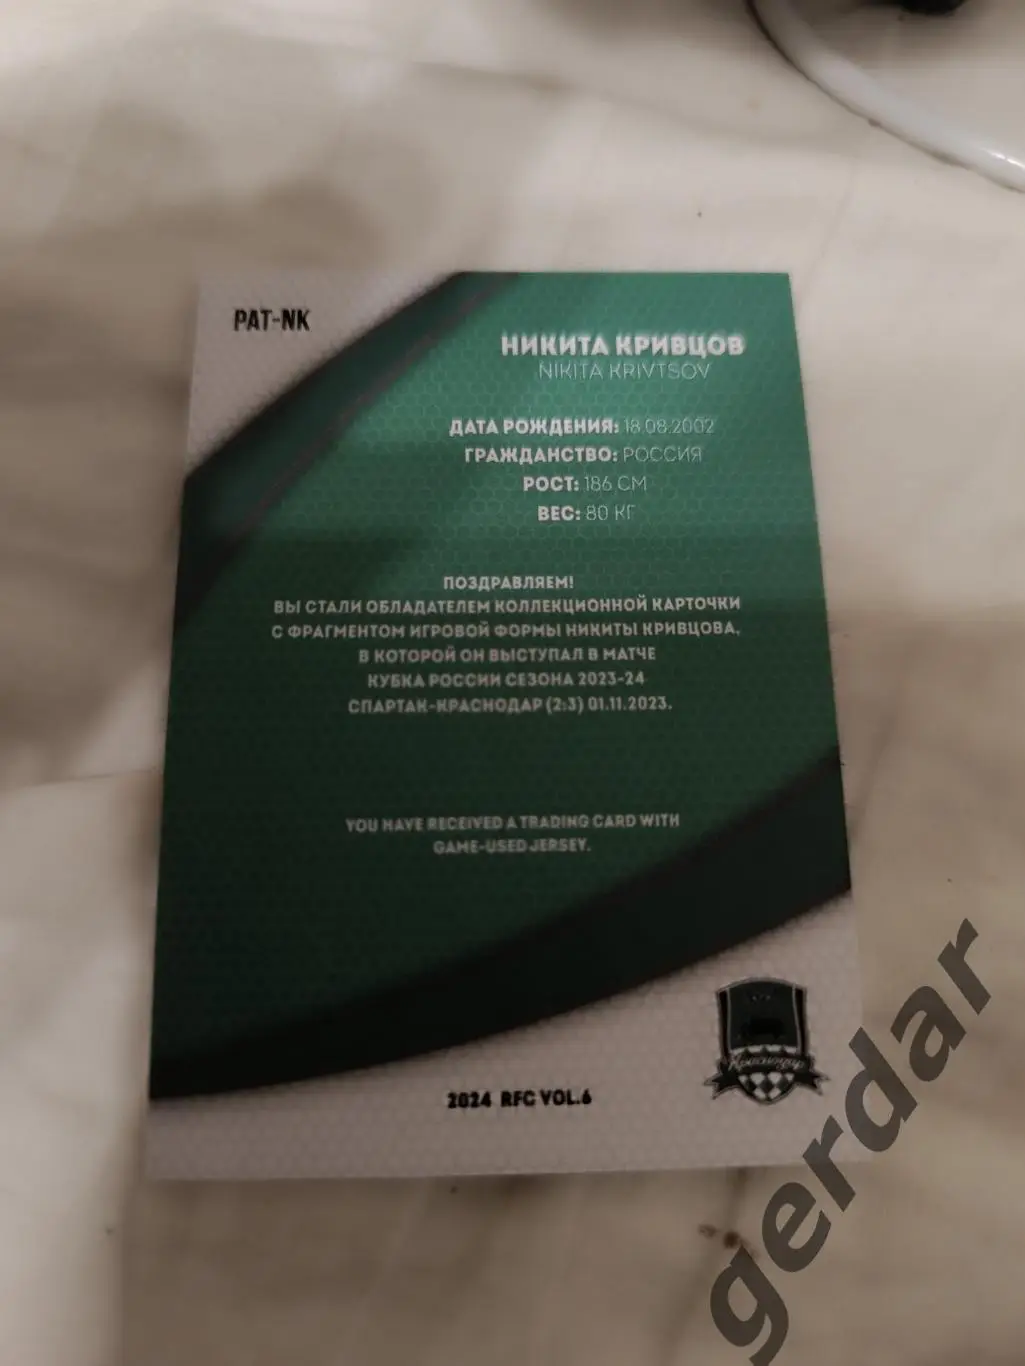 PAT-NK
НИКИТА КРИВЦОВ
NIKITA KRIVTSOV
ДАТА РОЖДЕНИЯ: 18.08.2002
ГРАЖДАНСТВО: РОССИЯ
РОСТ: 186 СМ
ВЕС: 80 КГ
ПОЗДРАВЛЯЕМ!
ВЫ СТАЛИ ОБЛАДАТЕЛЕМ КОЛЛЕКЦИОННОЙ КАРТОЧКИ
С ФРАГМЕНТОМ ИГРОВОЙ ФОРМЫ НИКИТЫ КРИВЦОВА,
В КОТОРОЙ ОН ВЫСТУПАЛ В МАТЧЕ
КУБКА РОССИИ СЕЗОНА 2023-24
СПАРТАК-КРАСНОДАР (2:3) 01.11.2023.
YOU HAVE RECEIVED A TRADING CARD WITH
GAME-USED JERSEY.
Краснодар
2024 RFC VOL.6
gerdar